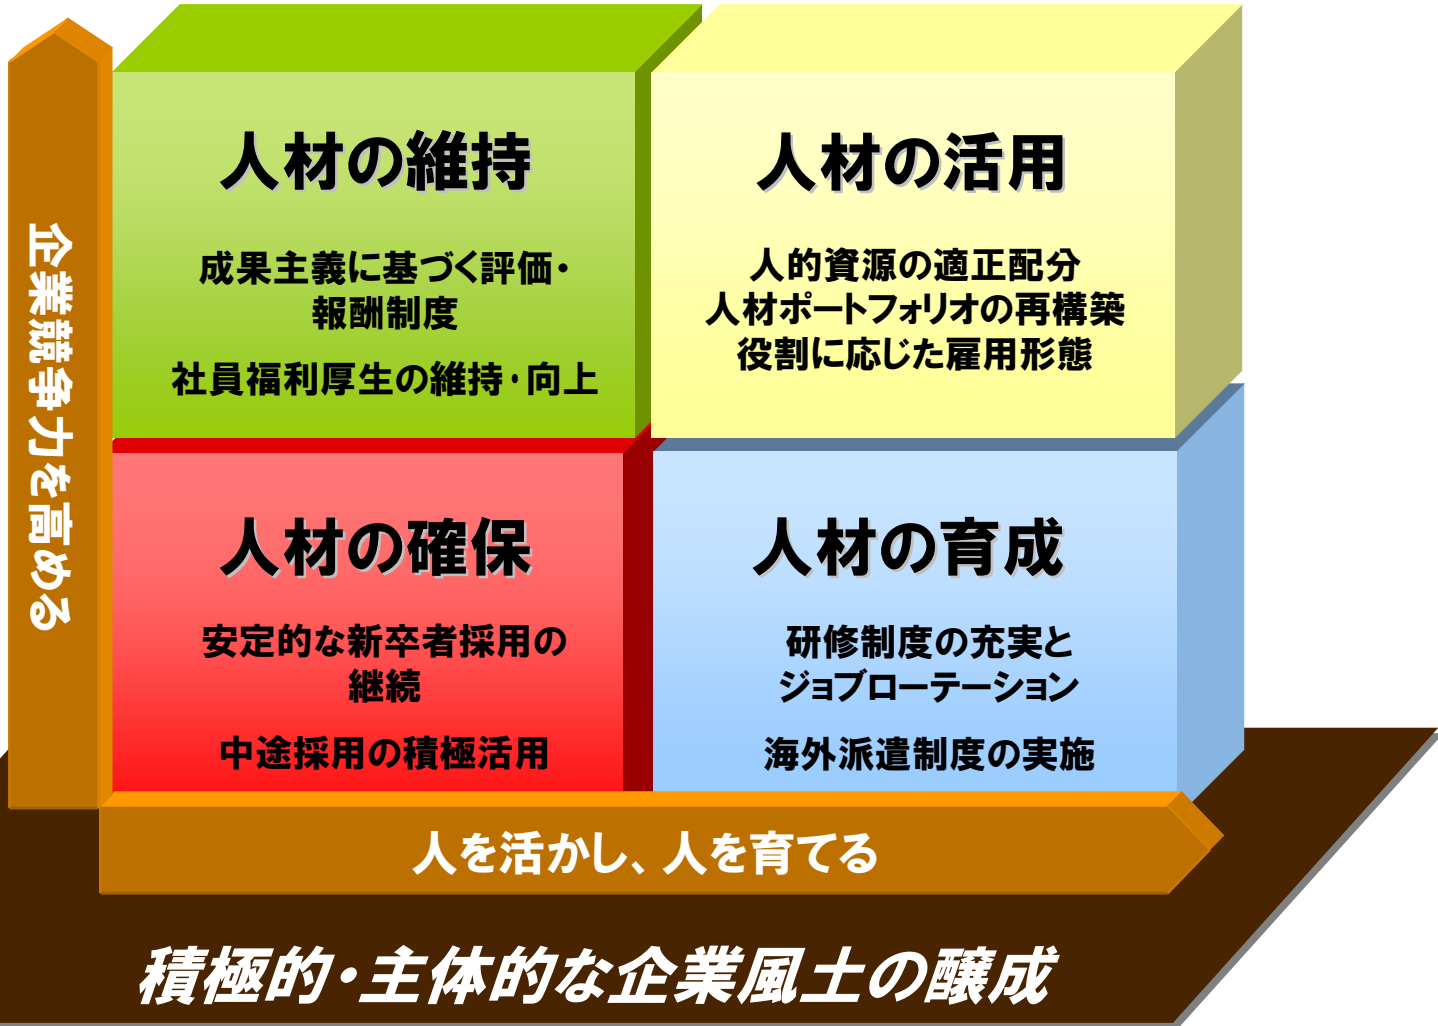 企業競争力を高める
人材の維持
成果主義に基づく評価・
報酬制度
社員福利厚生の維持・向上
人材の活用
人的資源の適正配分
人材ポートフォリオの再構築
役割に応じた雇用形態
人材の確保
安定的な新卒者採用の
継続
中途採用の積極活用
人材の育成
研修制度の充実と
ジョブローテーション
海外派遣制度の実施
人を活かし、人を育てる
積極的・主体的な企業風土の醸成